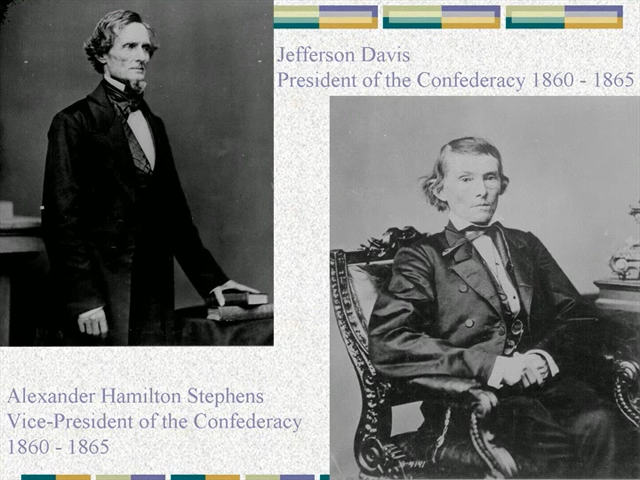 Jefferson Davis
President of the Confederacy 1860 - 1865
Alexander Hamilton Stephens
Vice-President of the Confederacy
1860 - 1865